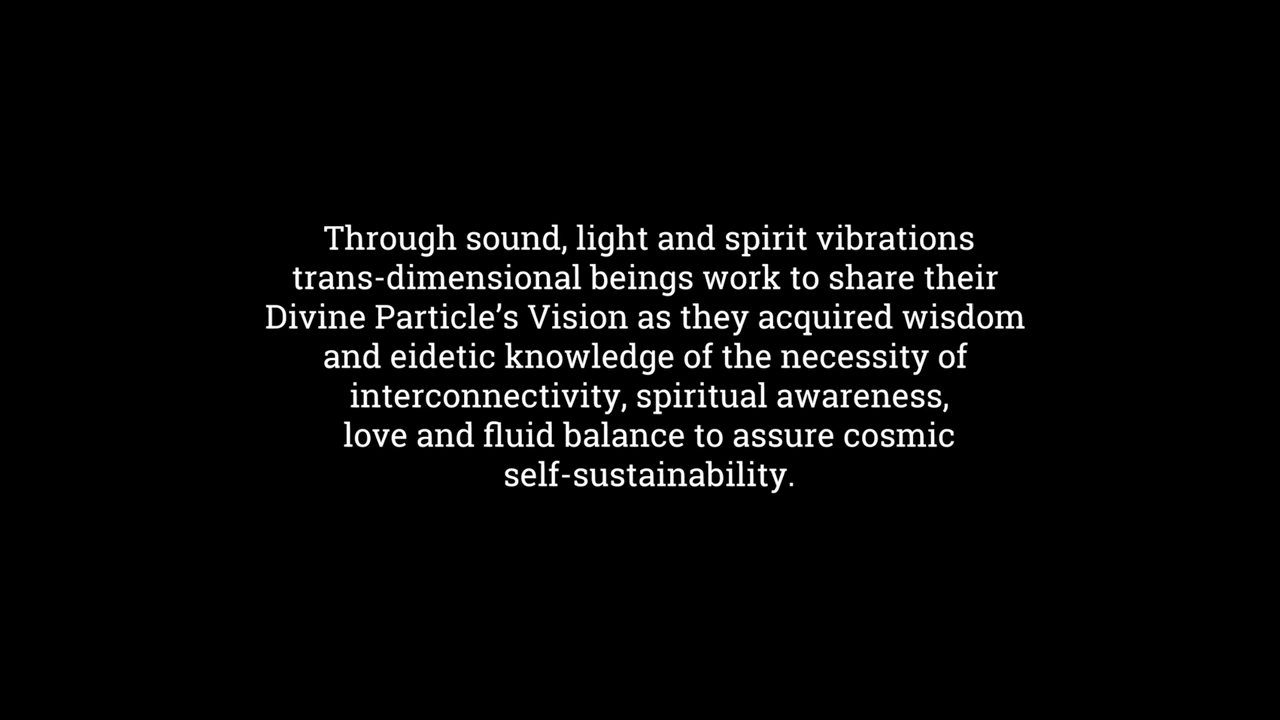 Through sound, light and spirit vibrations
trans-dimensional beings work to share their
Divine Particle’s Vision as they acquired wisdom
and eidetic knowledge of the necessity of
interconnectivity, spiritual awareness,
love and fluid balance to assure cosmic
self-sustainability.